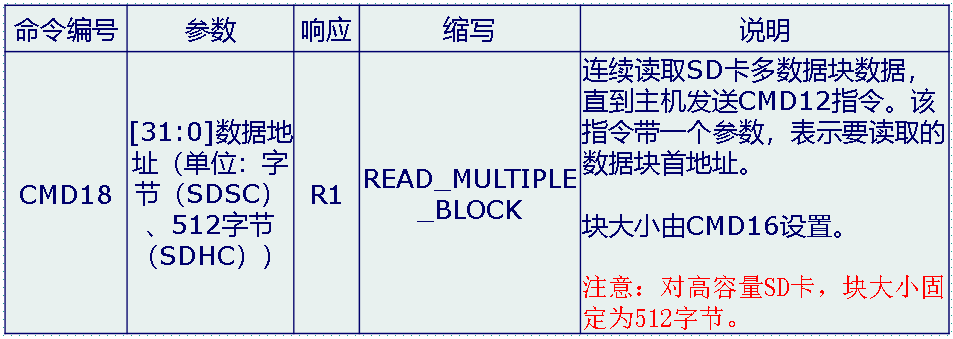 命令编号 参数 响应 缩写 说明
CMD18
[31:0]数据地
址（单位：字
节（SDSC）
、512字节
（SDHC））
R1
READ_MULTIPLE
_BLOCK
连续读取SD卡多数据块数据，
直到主机发送CMD12指令。该
指令带一个参数，表示要读取的
数据块首地址。
块大小由CMD16设置。
注意：对高容量SD卡，块大小固
定为512字节。